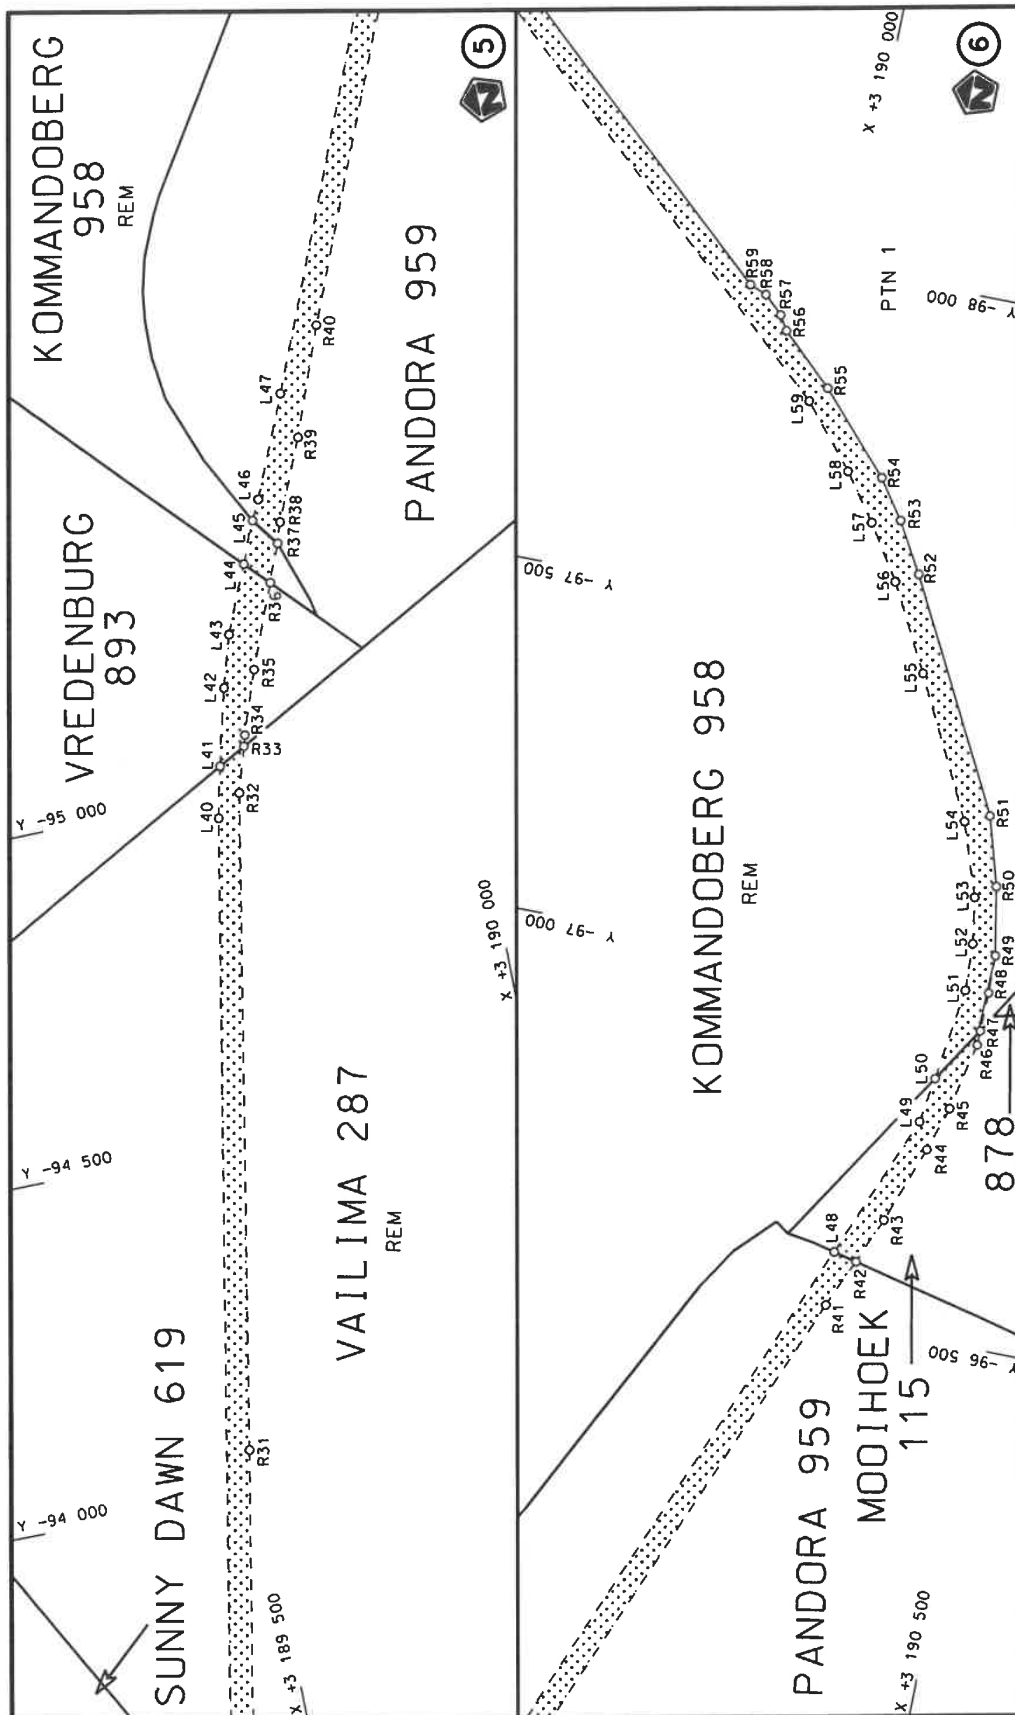 KOMMANDOBERG
958
REM
5
N
VREDENBURG
893
PANDORA 959
L47
R40
L46
R39
L45
R38
R37
L44
R36
L43
R35
L42
R34
L41
R33
L40
R32
Y -95 000
X +3 190 000
Y -94 500
VAILIMA 287
REM
SUNNY DAWN 619
R31
Y -94 000
X +3 189 500
X +3 190 000
6
N
PTN 1
Y -98 000
R59
R58
R57
R56
R55
L59
L58
R54
L57
R53
L56
R52
L55
Y -97 500
KOMMANDOBERG 958
REM
L54
R51
L53
R50
L52
R49
L51
R48
R47
R46
L50
R45
L49
R44
Y -97 000
878
L48
R43
R42
R41
MOOIHOEK
115
Y -96 500
PANDORA 959
X +3 190 500